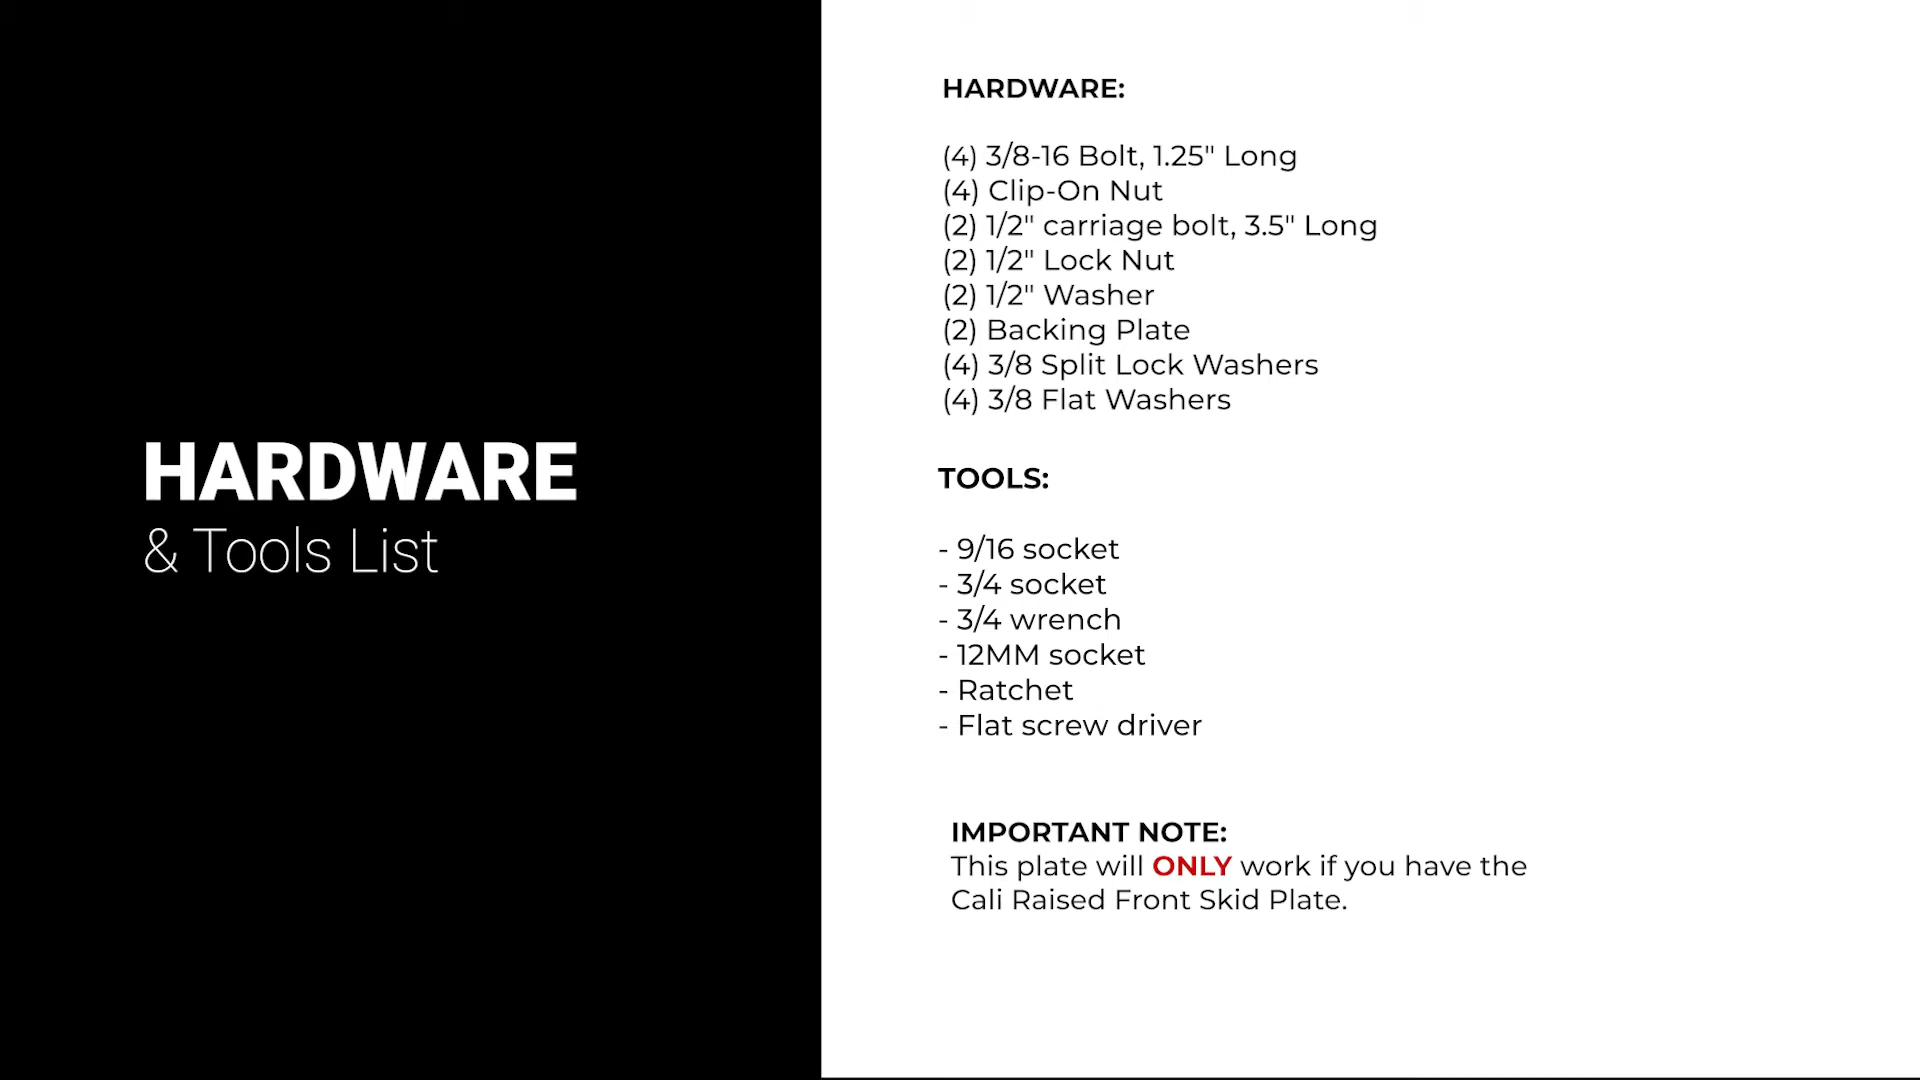 HARDWARE
& Tools List
HARDWARE:
(4) 3/8-16 Bolt, 1.25" Long
(4) Clip-On Nut
(2) 1/2" carriage bolt, 3.5" Long
(2) 1/2" Lock Nut
(2) 1/2" Washer
(2) Backing Plate
(4) 3/8 Split Lock Washers
(4) 3/8 Flat Washers
TOOLS:
- 9/16 socket
- 3/4 socket
- 3/4 wrench
- 12MM socket
- Ratchet
- Flat screw driver
IMPORTANT NOTE:
This plate will ONLY work if you have the
Cali Raised Front Skid Plate.